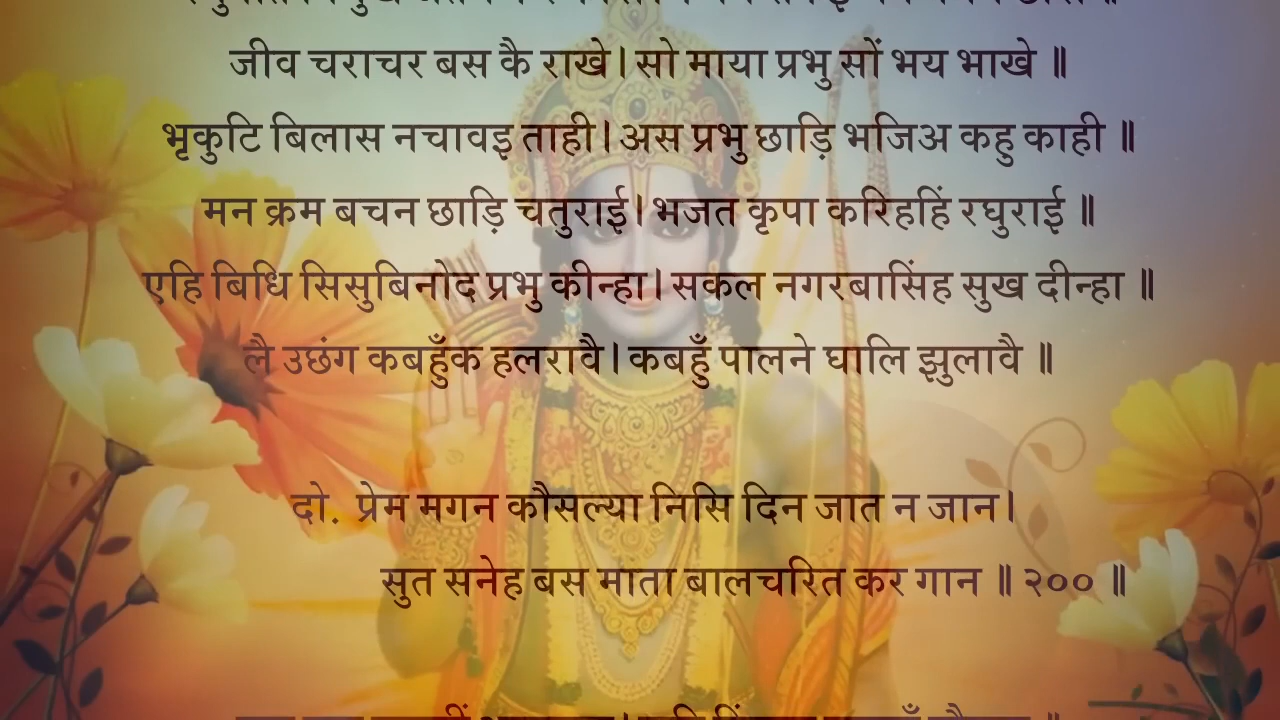 जीव चराचर बस कै राखे। सो माया प्रभु सों भय भाखे ॥
भृकुटि बिलास नचावइ ताही। अस प्रभु छाड़ि भजिअ कहु काही ॥
मन क्रम बचन छाड़ि चतुराई। भजत कृपा करिहहिं रघुराई ॥
एहि बिधि सिसुबिनोद प्रभु कीन्हा। सकल नगरबासिंह सुख दीन्हा ॥
लै उछंग कबहुँक हलरावै। कबहुँ पालने घालि झुलावै ॥
दो. प्रेम मगन कौसल्या निसि दिन जात न जान।
सुत सनेह बस माता बालचरित कर गान ॥ २०० ॥